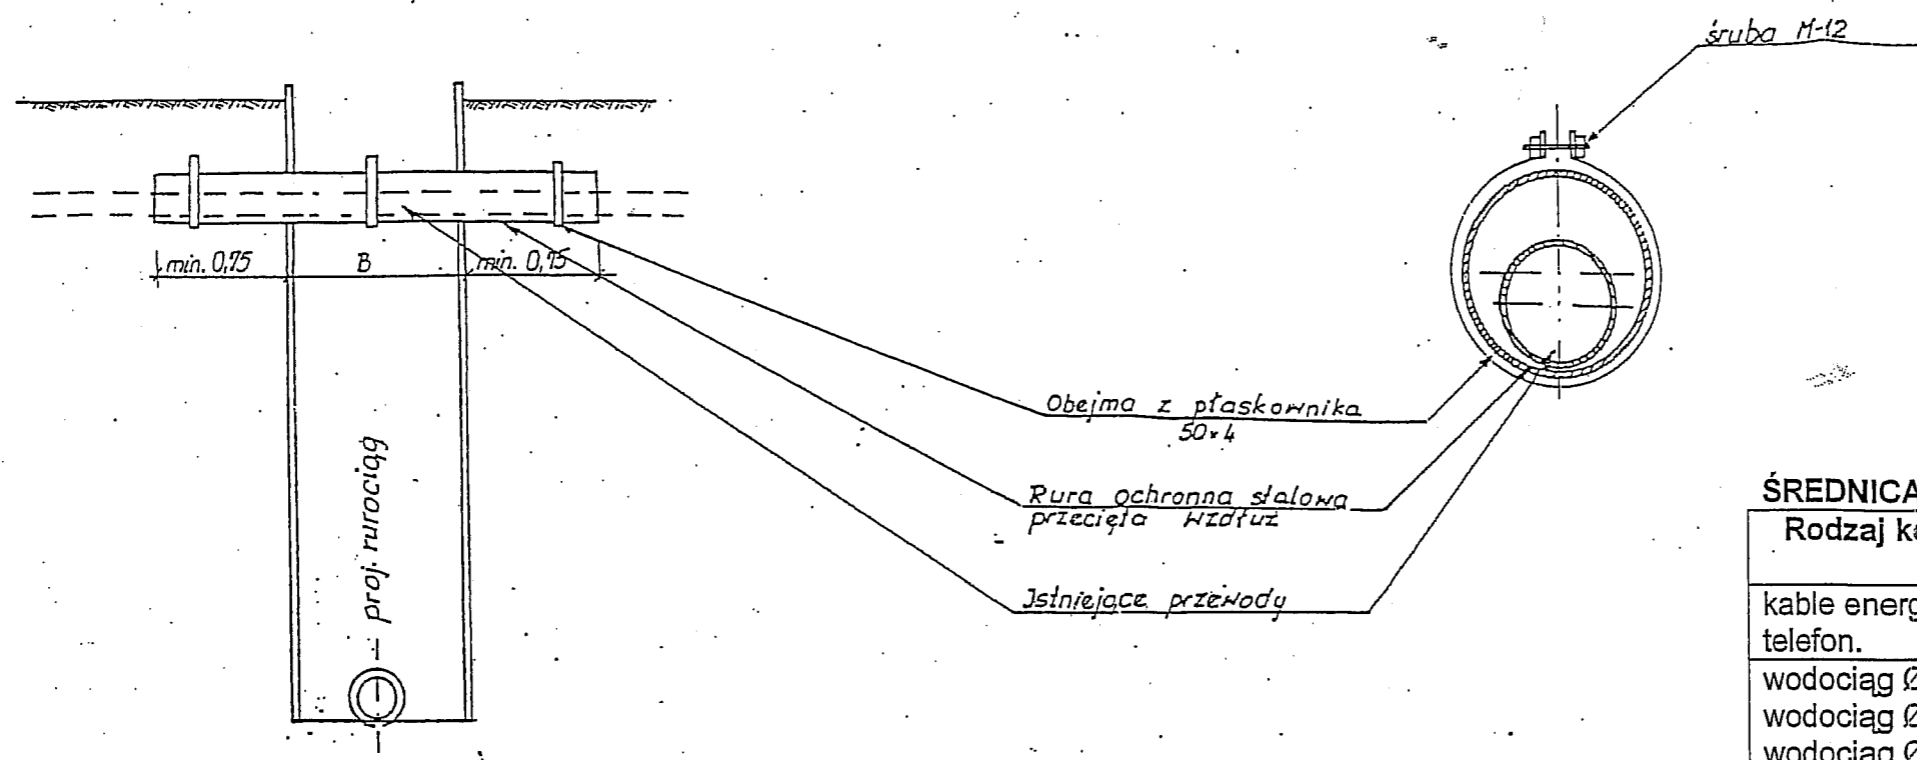 śruba M-12
min. 0,75
B
min. 0,75
Obejma z płaskownika
50×4
proj. rurociąg
Rura ochronna stalowa
przecięta wzdłuż
Istniejące przewody
ŚREDNICA
Rodzaj k
kable energ
telefon.
wodociąg Ø
wodociąg Ø
wodociąg Ø